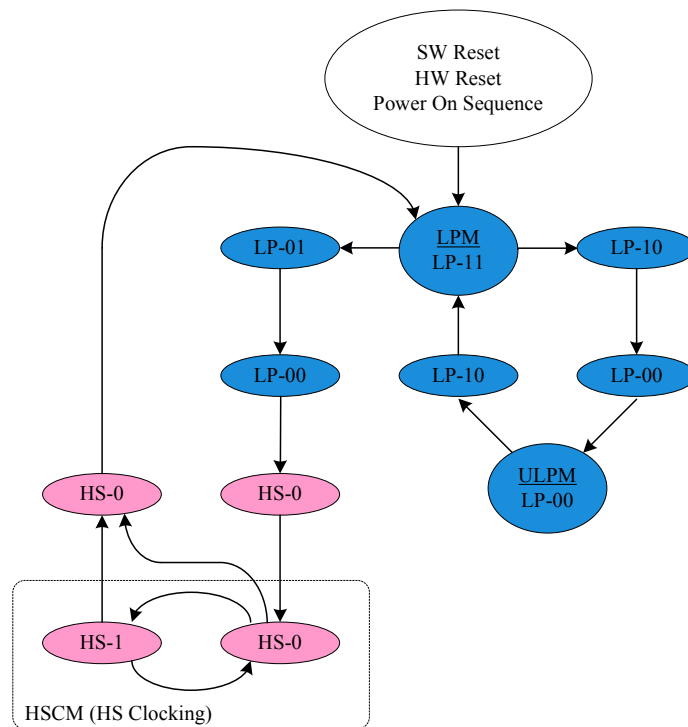 SW Reset
HW Reset
Power On Sequence
LPM
LP-11
LP-01
LP-10
LP-00
LP-10
LP-00
ULPM
LP-00
HS-0
HS-0
HS-1
HS-0
HSCM (HS Clocking)